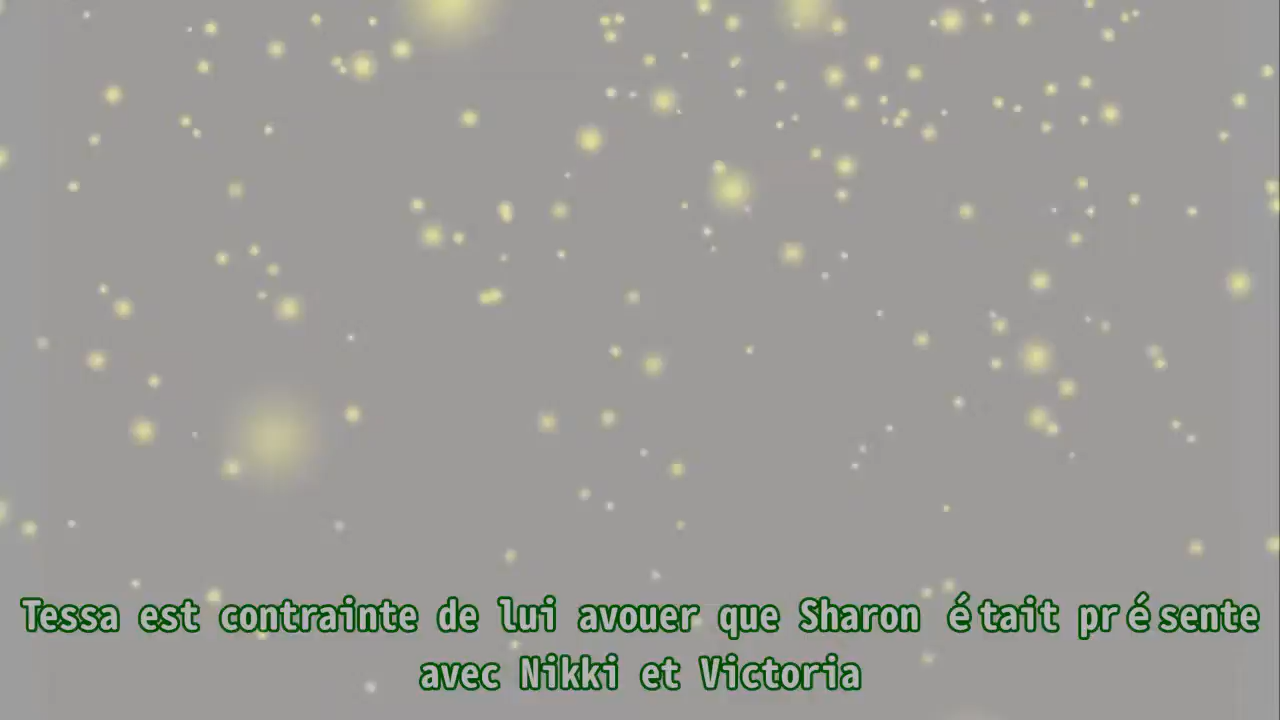 Tessa est contrainte de lui avouer que Sharon était présente
avec Nikki et Victoria